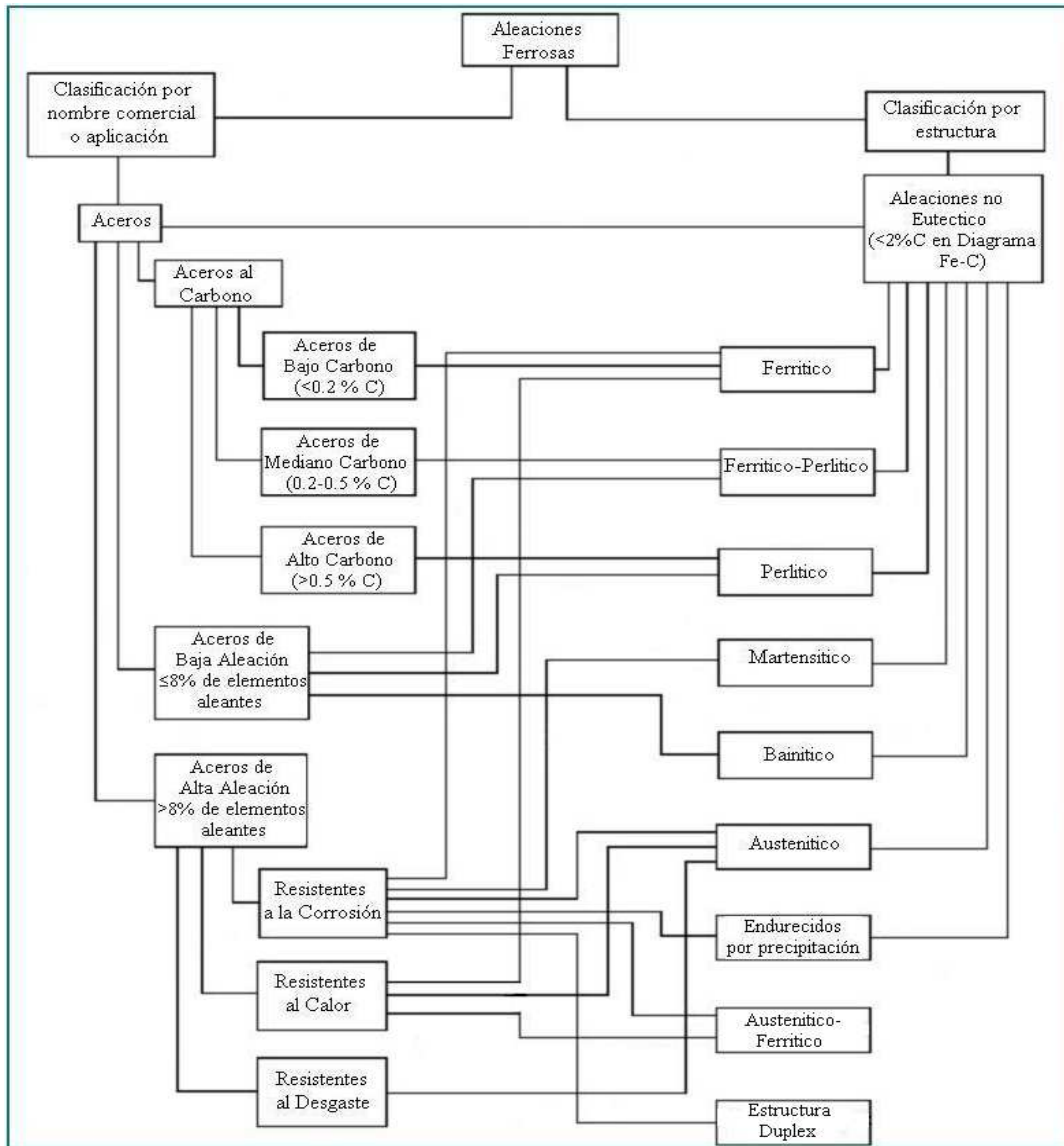 Aleaciones
Ferrosas
Clasificación por
nombre comercial
o aplicación
Clasificación por
estructura
Aceros
Aleaciones no
Eutectico
(<2%C en Diagrama
Fe-C)
Aceros al
Carbono
Aceros de
Bajo Carbono
(<0.2 % C)
Ferritico
Aceros de
Mediano Carbono
(0.2-0.5 % C)
Ferritico-Perlitico
Aceros de
Alto Carbono
(>0.5 % C)
Perlitico
Aceros de
Baja Aleación
≤8% de elementos
aleantes
Martensitico
Bainitico
Aceros de
Alta Aleación
>8% de elementos
aleantes
Austenitico
Resistentes
a la Corrosión
Endurecidos
por precipitación
Resistentes
al Calor
Austenitico-
Ferritico
Resistentes
al Desgaste
Estructura
Duplex